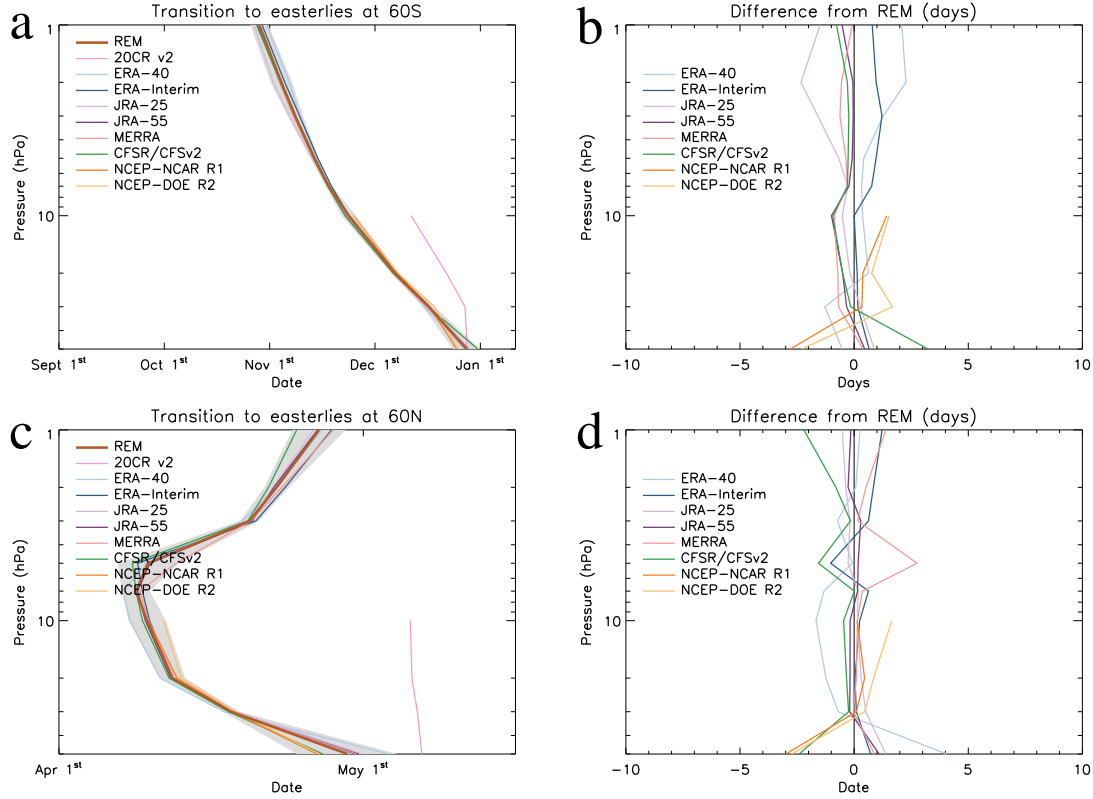 a
Transition to easterlies at 60S
1
10
Pressure (hPa)
REM
20CR v2
ERA-40
ERA-Interim
JRA-25
JRA-55
MERRA
CFSR/CFSv2
NCEP-NCAR R1
NCEP-DOE R2
Sept 1st Oct 1st Nov 1st Dec 1st Jan 1st
Date
b
Difference from REM (days)
1
10
Pressure (hPa)
ERA-40
ERA-Interim
JRA-25
JRA-55
MERRA
CFSR/CFSv2
NCEP-NCAR R1
NCEP-DOE R2
-10 -5 0 5 10
Days
c
Transition to easterlies at 60N
1
10
Pressure (hPa)
REM
20CR v2
ERA-40
ERA-Interim
JRA-25
JRA-55
MERRA
CFSR/CFSv2
NCEP-NCAR R1
NCEP-DOE R2
Apr 1st May 1st
Date
d
Difference from REM (days)
1
10
Pressure (hPa)
ERA-40
ERA-Interim
JRA-25
JRA-55
MERRA
CFSR/CFSv2
NCEP-NCAR R1
NCEP-DOE R2
-10 -5 0 5 10
Date